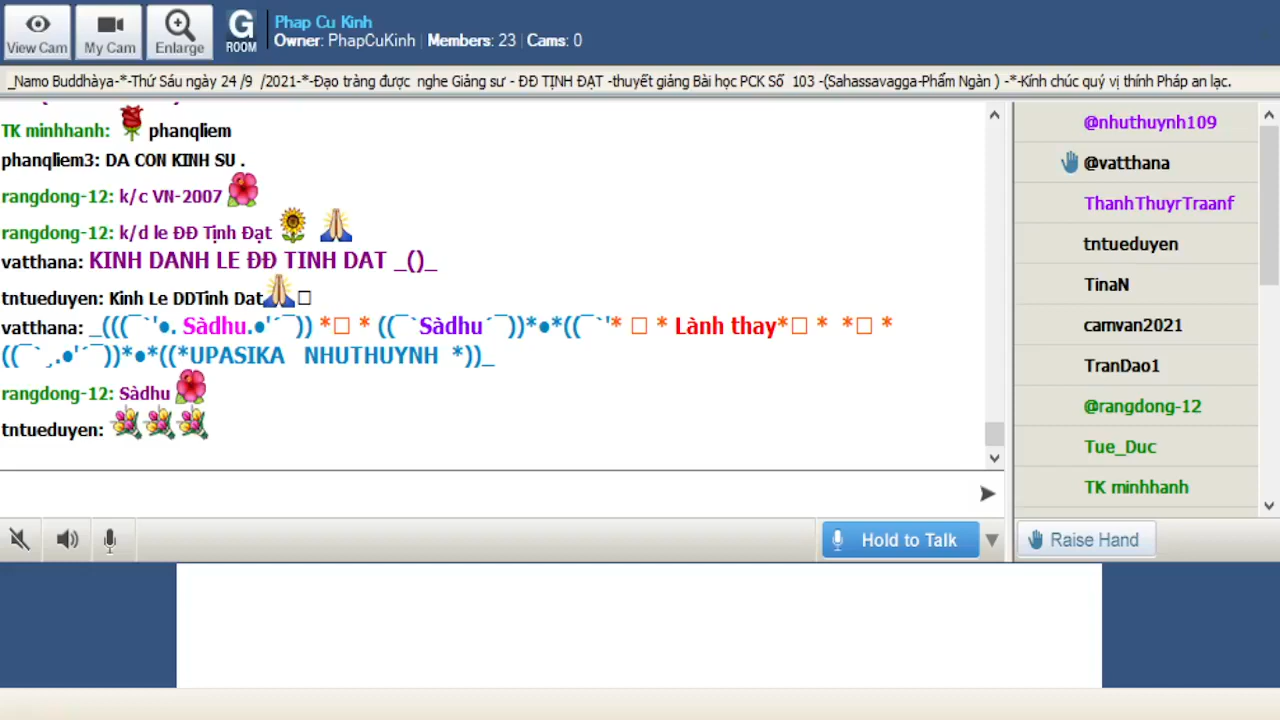 View Cam
My Cam
Enlarge
G
ROOM
Phap Cu Kinh
Owner: PhapCuKinh | Members: 23 | Cams: 0
_Namo Buddhàya-*-Thứ Sáu ngày 24 /9 /2021-*-Đạo tràng được nghe Giảng sư - ĐĐ TỊNH ĐẠT -thuyết giảng Bài học PCK Số 103 -(Sahassavagga-Phẩm Ngàn ) -*-Kính chúc quý vị thính Pháp an lạc.
TK minhhanh: phanqliem
phanqliem3: DA CON KINH SU .
rangdong-12: k/c VN-2007
rangdong-12: k/d le ĐĐ Tịnh Đạt
vatthana: KINH DANH LE ĐĐ TINH DAT _()_
tntueduyen: Kinh Le DDTinh Dat🙏□
vatthana: _(((¯`'●. Sàdhu.●'´¯)) *□ * ((¯`Sàdhu´¯))*●*((¯`'* □ * Lành thay*□ * *□ *
((¯`¸.●'´¯))*●*((*UPASIKA NHUTHUYNH *))_
rangdong-12: Sàdhu
tntueduyen:
Hold to Talk
@nhuthuynh109
@vatthana
ThanhThuyrTraanf
tntueduyen
TinaN
camvan2021
TranDao1
@rangdong-12
Tue_Duc
TK minhhanh
Raise Hand